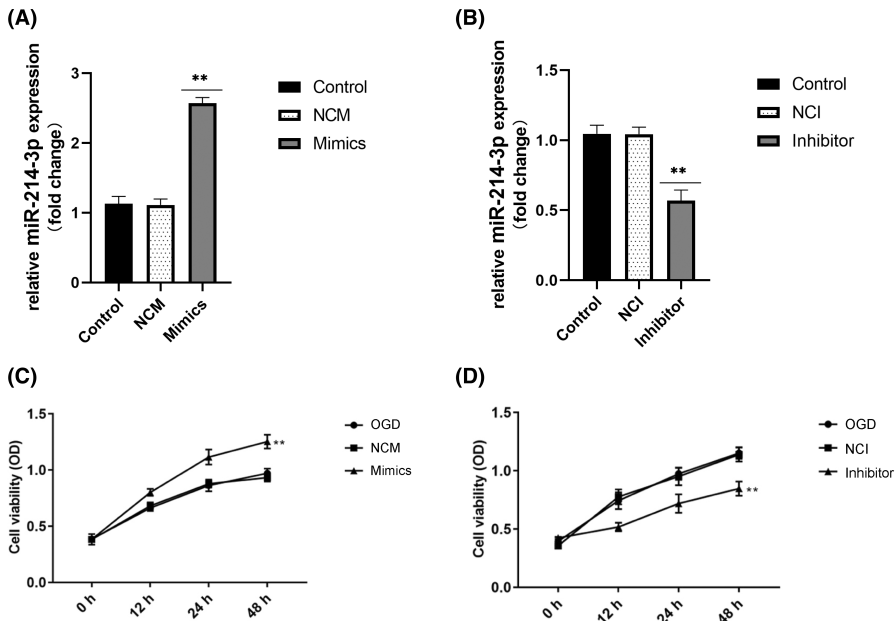 (A)
relative miR-214-3p expression
(fold change)
3
2
1
0
**
Control
NCM
Mimics
Control
NCM
Mimics
(B)
relative miR-214-3p expression
(fold change)
1.5
1.0
0.5
0.0
**
Control
NCI
Inhibitor
Control
NCI
Inhibitor
(C)
Cell viability (OD)
1.5
1.0
0.5
0.0
**
0 h
12 h
24 h
48 h
OGD
NCM
Mimics
(D)
Cell viability (OD)
1.5
1.0
0.5
0.0
**
0 h
12 h
24 h
48 h
OGD
NCI
Inhibitor